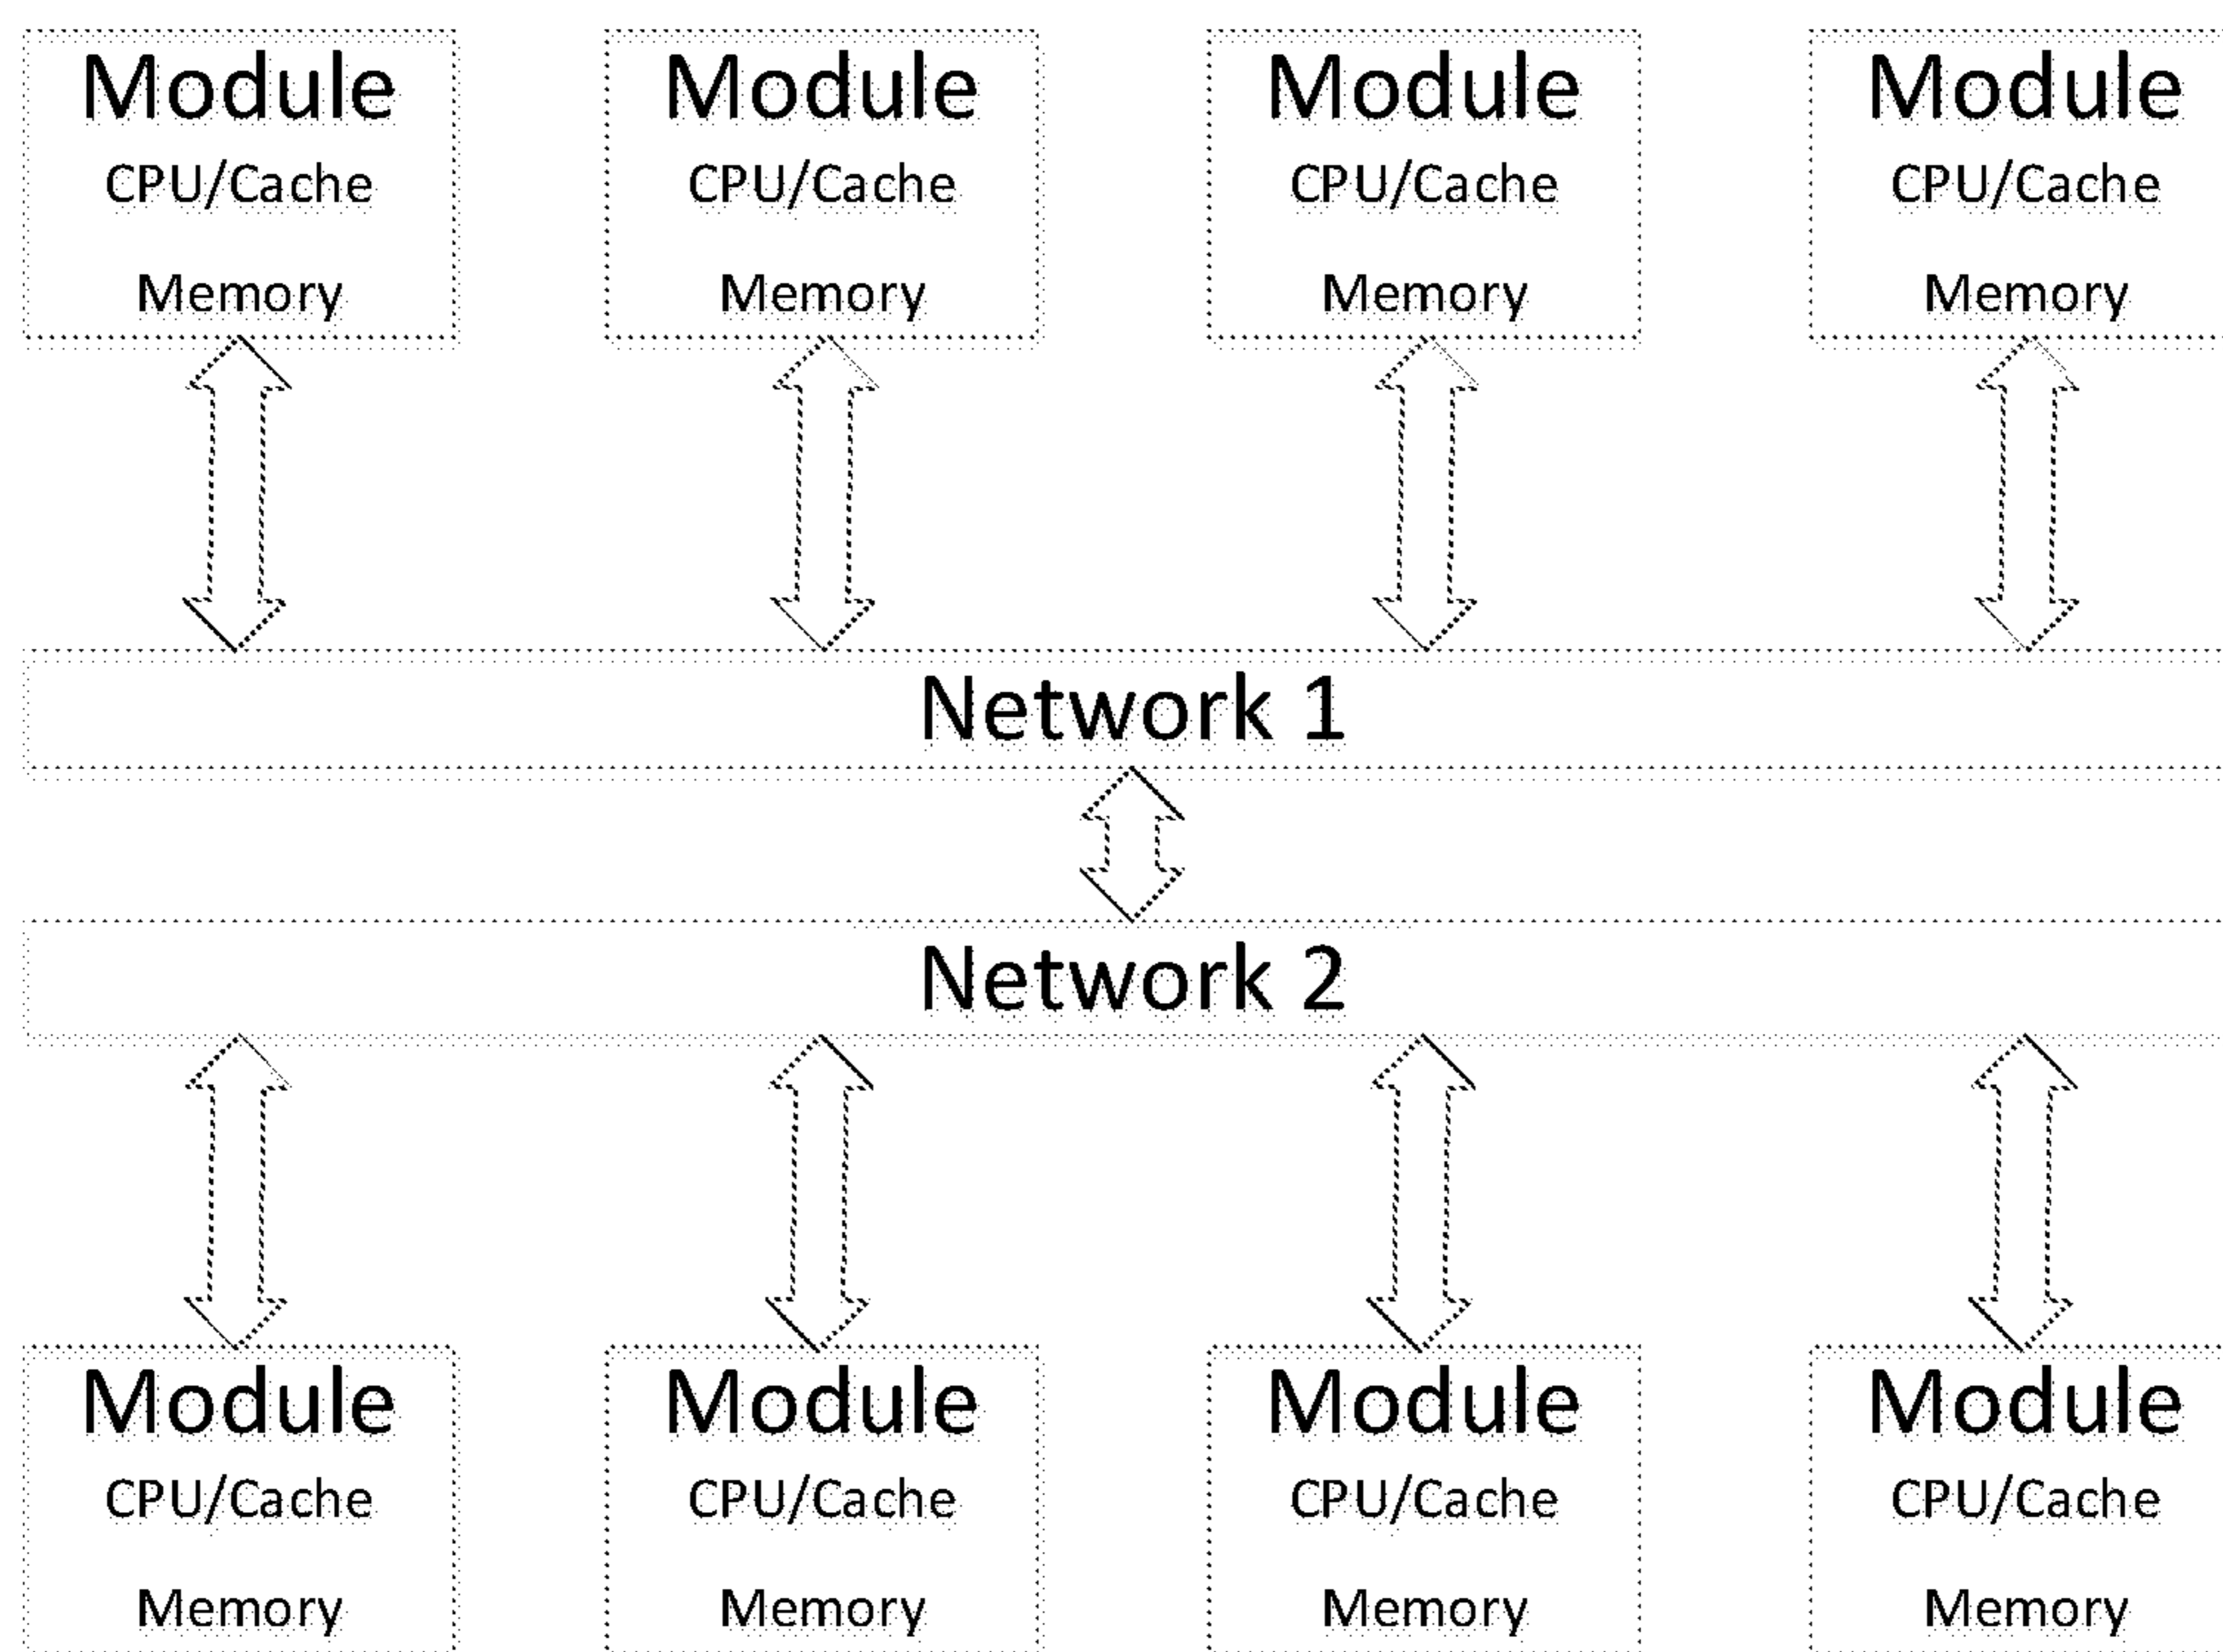 Module Module Module Module
CPU/Cache CPU/Cache CPU/Cache CPU/Cache
Memory Memory Memory Memory
Network 1
Network 2
Module Module Module Module
CPU/Cache CPU/Cache CPU/Cache CPU/Cache
Memory Memory Memory Memory